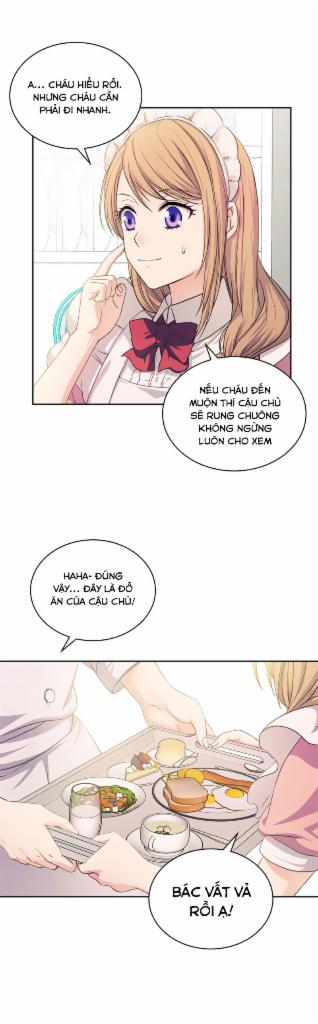 A... CHÁU HIỂU RỒI.
NHƯNG CHÁU CẦN
PHẢI ĐI NHANH.
NẾU CHÁU ĐẾN
MUỘN THÌ CẬU CHỦ
SẼ RUNG CHUÔNG
KHÔNG NGỪNG
LUÔN CHO XEM
HAHA- ĐÚNG
VẬY... ĐÂY LÀ ĐỒ
ĂN CỦA CẬU CHỦ!
BÁC VẤT VẢ
RỒI Ạ!